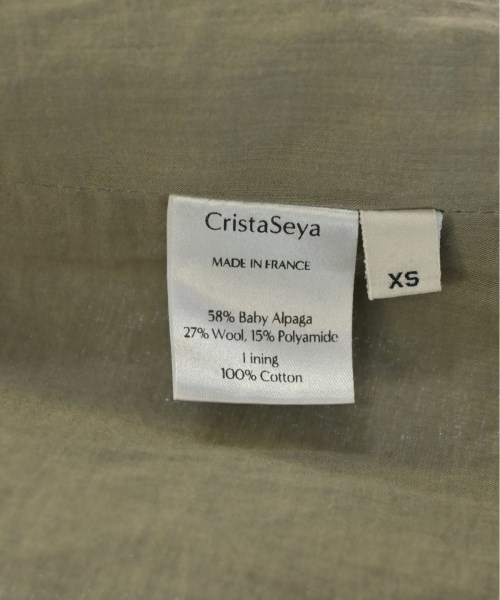 CristaSeya
MADE IN FRANCE
58% Baby Alpaga
27% Wool, 15% Polyamide
Lining
100% Cotton
XS